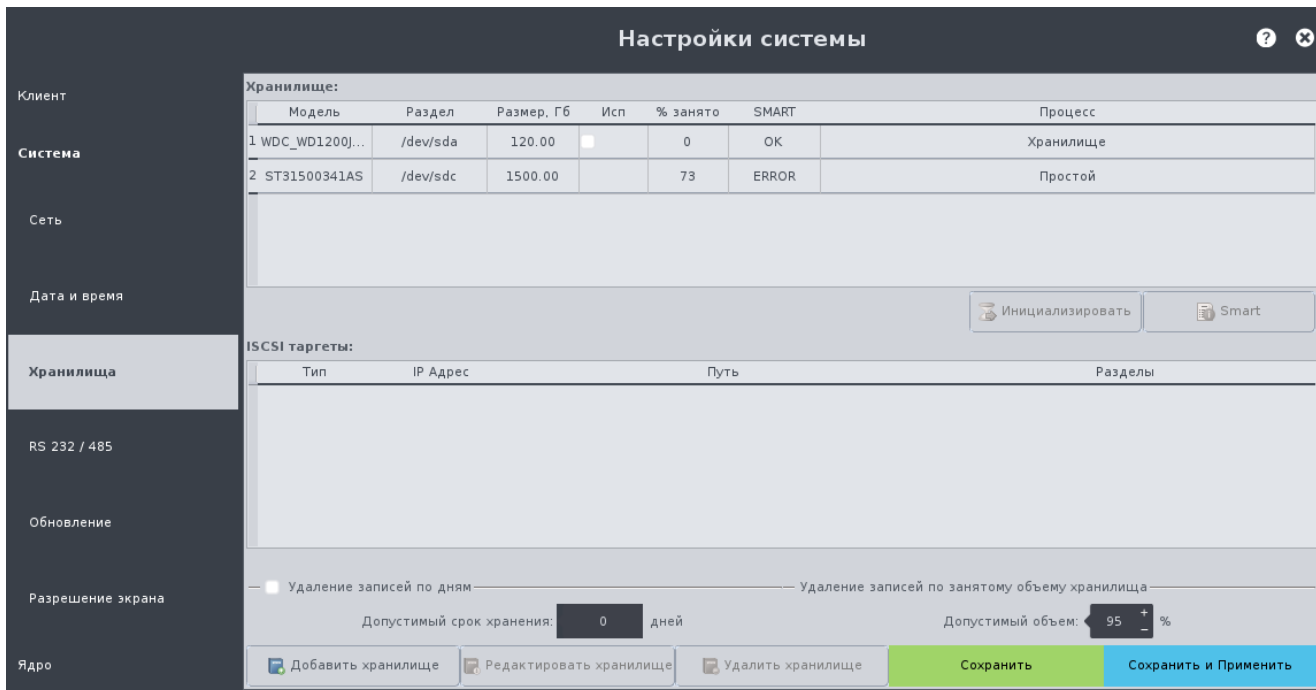 Настройки системы
Клиент
Система
Сеть
Дата и время
Хранилища
RS 232 / 485
Обновление
Разрешение экрана
Ядро
Хранилище:
Модель Раздел Размер, Гб Исп % занято SMART Процесс
1 WDC_WD1200J... /dev/sda 120.00 0 OK Хранилище
2 ST31500341AS /dev/sdc 1500.00 73 ERROR Простой
Инициализировать Smart
ISCSI таргеты:
Тип IP Адрес Путь Разделы
Удаление записей по дням Удаление записей по занятому объему хранилища
Допустимый срок хранения: 0 дней Допустимый объем: 95 + − %
Добавить хранилище Редактировать хранилище Удалить хранилище Сохранить Сохранить и Применить